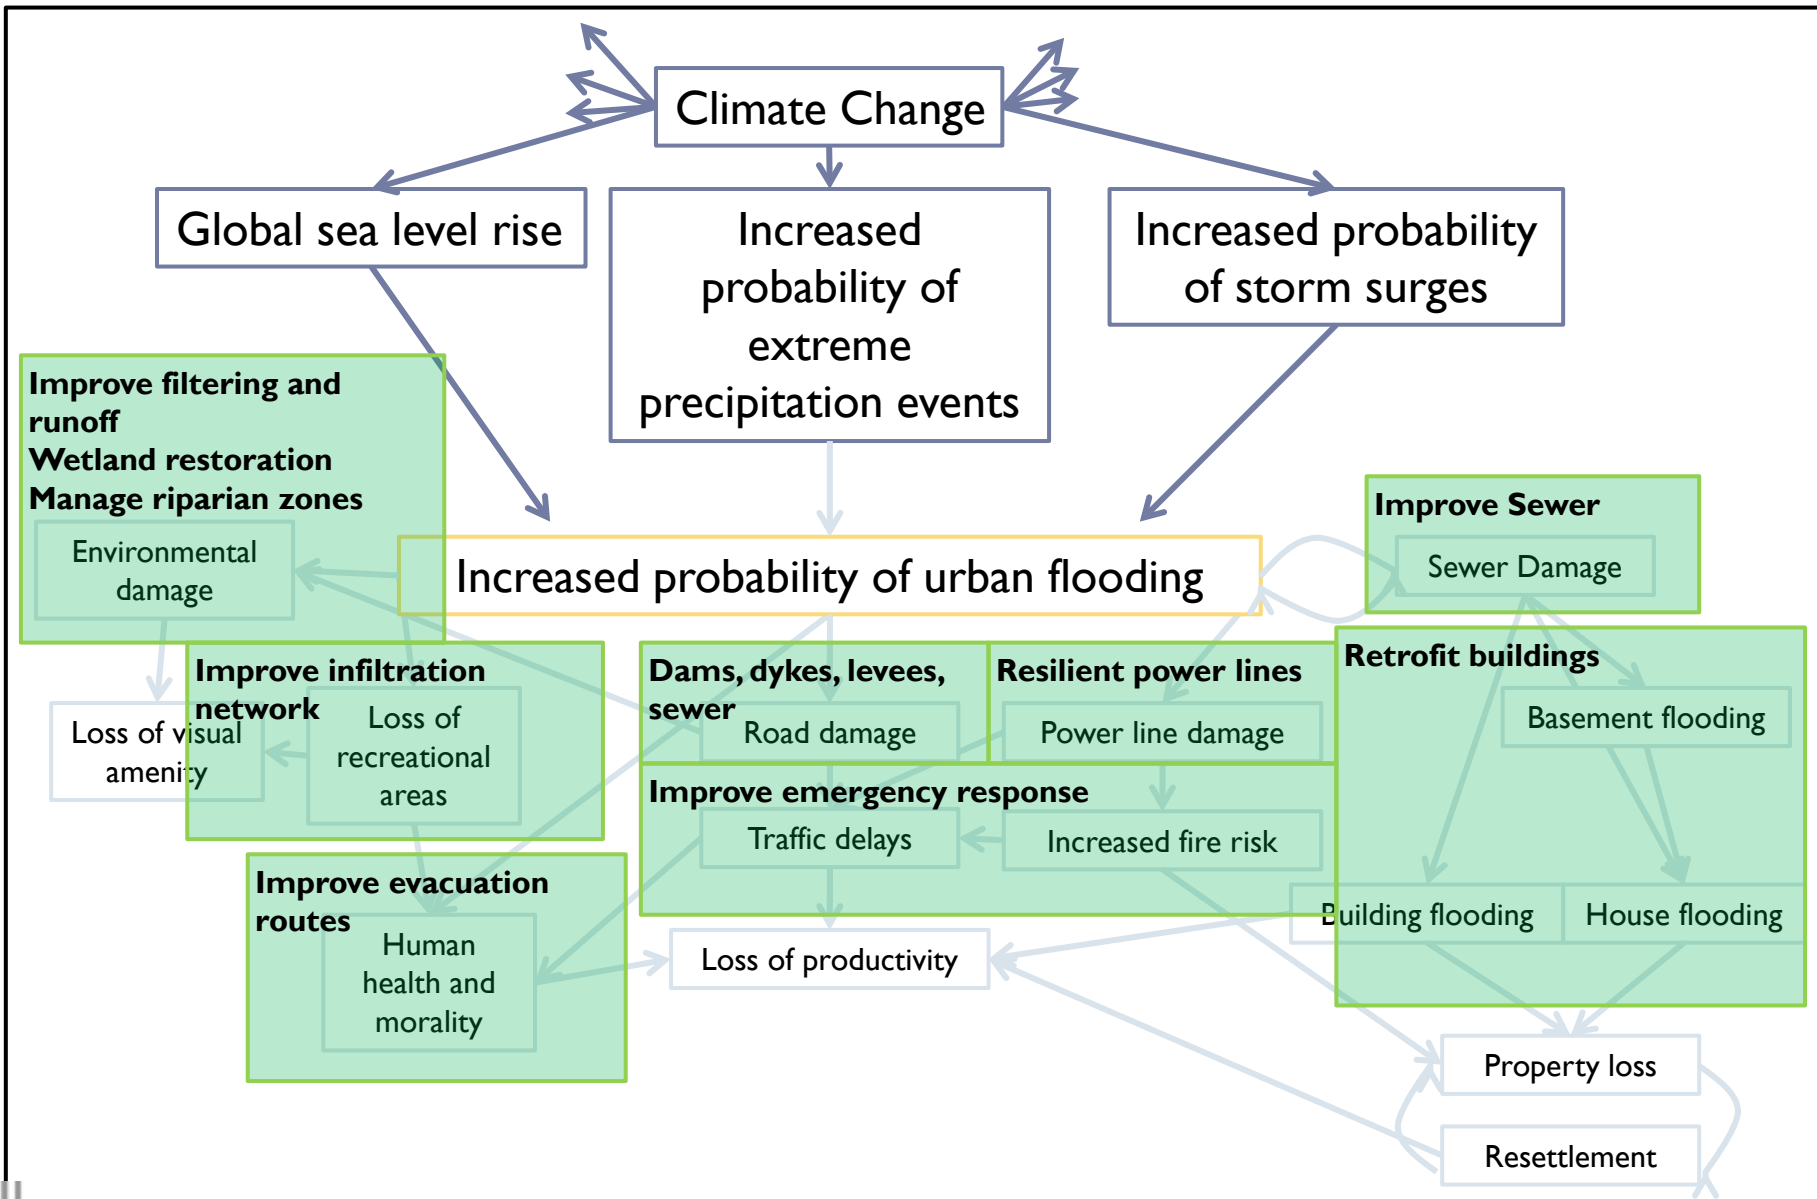 Climate Change
Global sea level rise
Increased
probability of
extreme
precipitation events
Increased probability
of storm surges
Improve filtering and
runoff
Wetland restoration
Manage riparian zones
Environmental
damage
Increased probability of urban flooding
Improve Sewer
Sewer Damage
Improve infiltration
network
Loss of visual
amenity
Loss of
recreational
areas
Dams, dykes, levees,
sewer
Road damage
Resilient power lines
Power line damage
Retrofit buildings
Basement flooding
Improve emergency response
Traffic delays
Increased fire risk
Improve evacuation
routes
Human
health and
morality
Loss of productivity
Building flooding
House flooding
Property loss
Resettlement